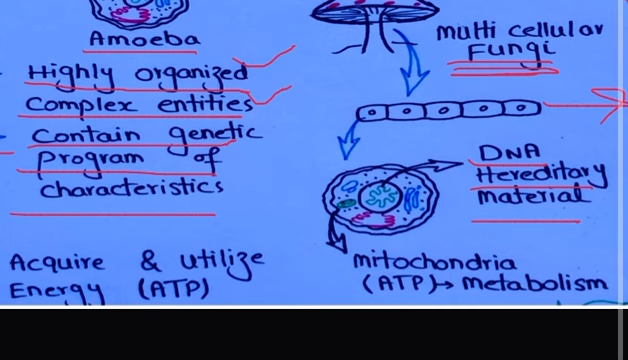 Amoeba
Highly organized
Complex entities
Contain genetic
Program of
characteristics
Acquire & utilize
Energy (ATP)
multi cellular
Fungi
DNA
Hereditary
material
mitochondria
(ATP)→ metabolism